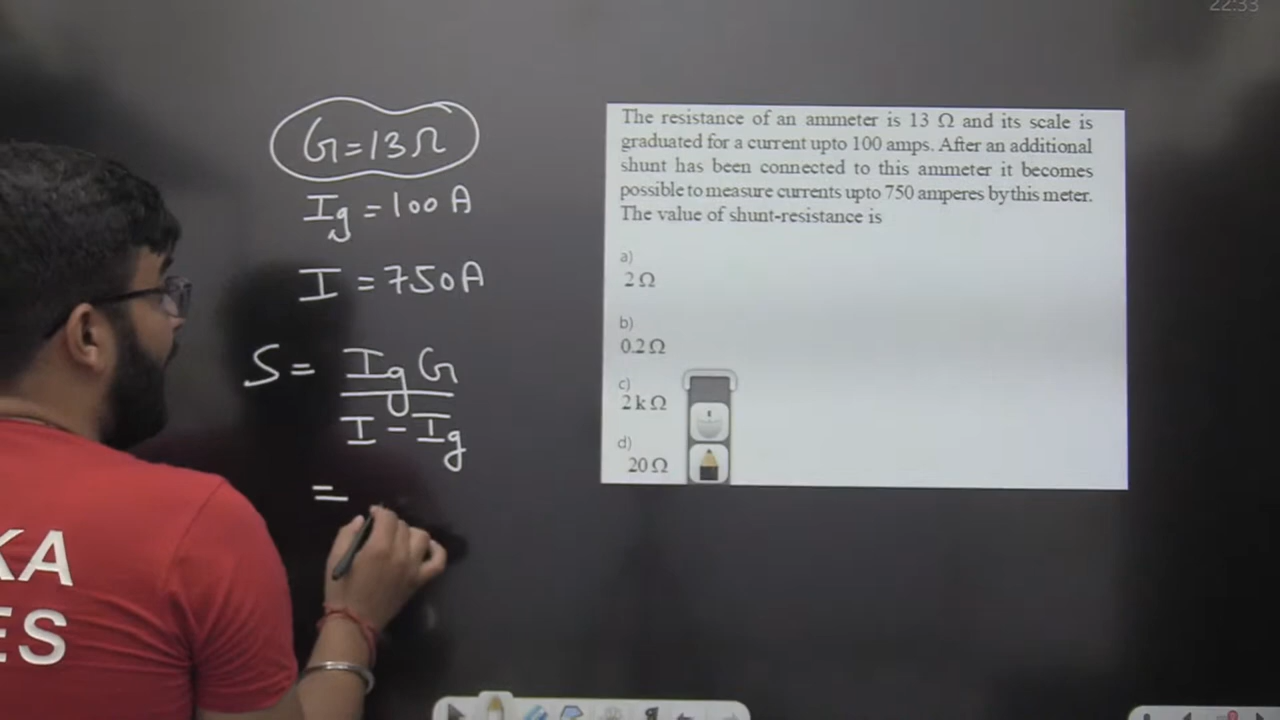 22:33
G=13Ω
Ig=100A
I=750A
S= IgG
I-Ig
=
The resistance of an ammeter is 13 Ω and its scale is
graduated for a current upto 100 amps. After an additional
shunt has been connected to this ammeter it becomes
possible to measure currents upto 750 amperes by this meter.
The value of shunt-resistance is
a)
2Ω
b)
0.2Ω
c)
2kΩ
d)
20Ω
KA
ES